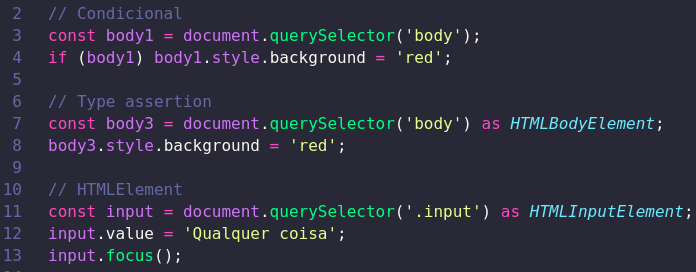 2 // Condicional
3 const body1 = document.querySelector('body');
4 if (body1) body1.style.background = 'red';
5
6 // Type assertion
7 const body3 = document.querySelector('body') as HTMLBodyElement;
8 body3.style.background = 'red';
9
10 // HTMLElement
11 const input = document.querySelector('.input') as HTMLInputElement;
12 input.value = 'Qualquer coisa';
13 input.focus();